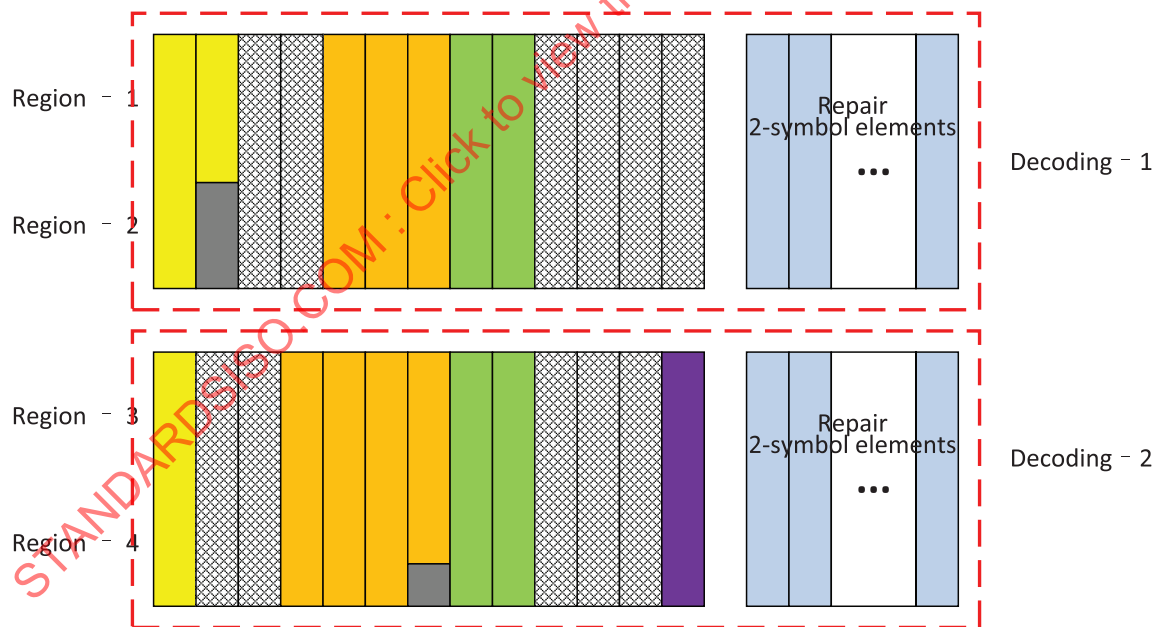 Region - 1
Repair
2-symbol elements
...
Decoding - 1
Region - 2
Region - 3
Repair
2-symbol elements
...
Decoding - 2
Region - 4
STANDARDSISO.COM : Click to view th